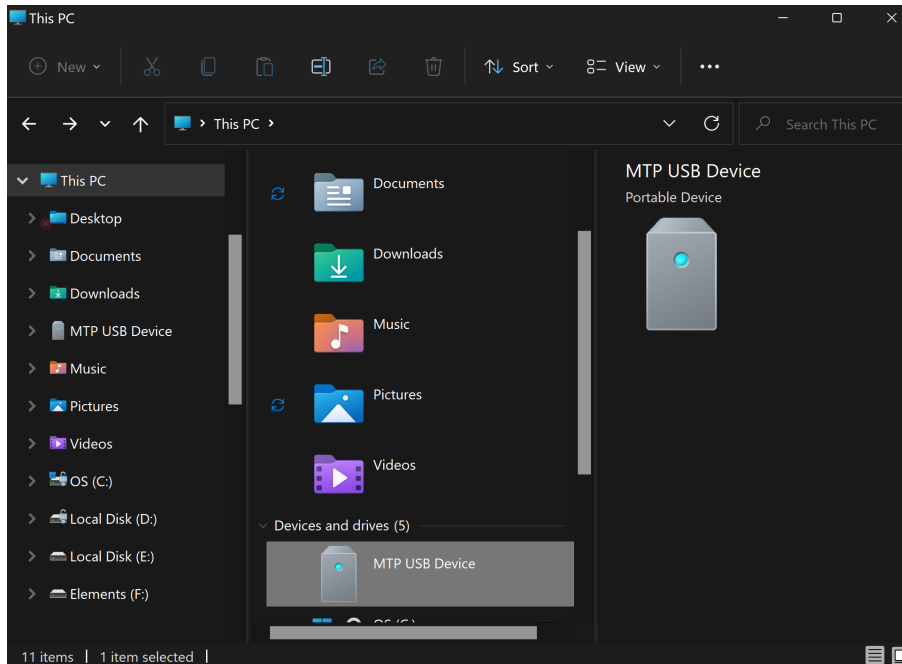 This PC
New
Sort
View
This PC
Search This PC
This PC
Desktop
Documents
Downloads
MTP USB Device
Music
Pictures
Videos
OS (C:)
Local Disk (D:)
Local Disk (E:)
Elements (F:)
Documents
Downloads
Music
Pictures
Videos
Devices and drives (5)
MTP USB Device
OS (C:)
MTP USB Device
Portable Device
11 items
1 item selected